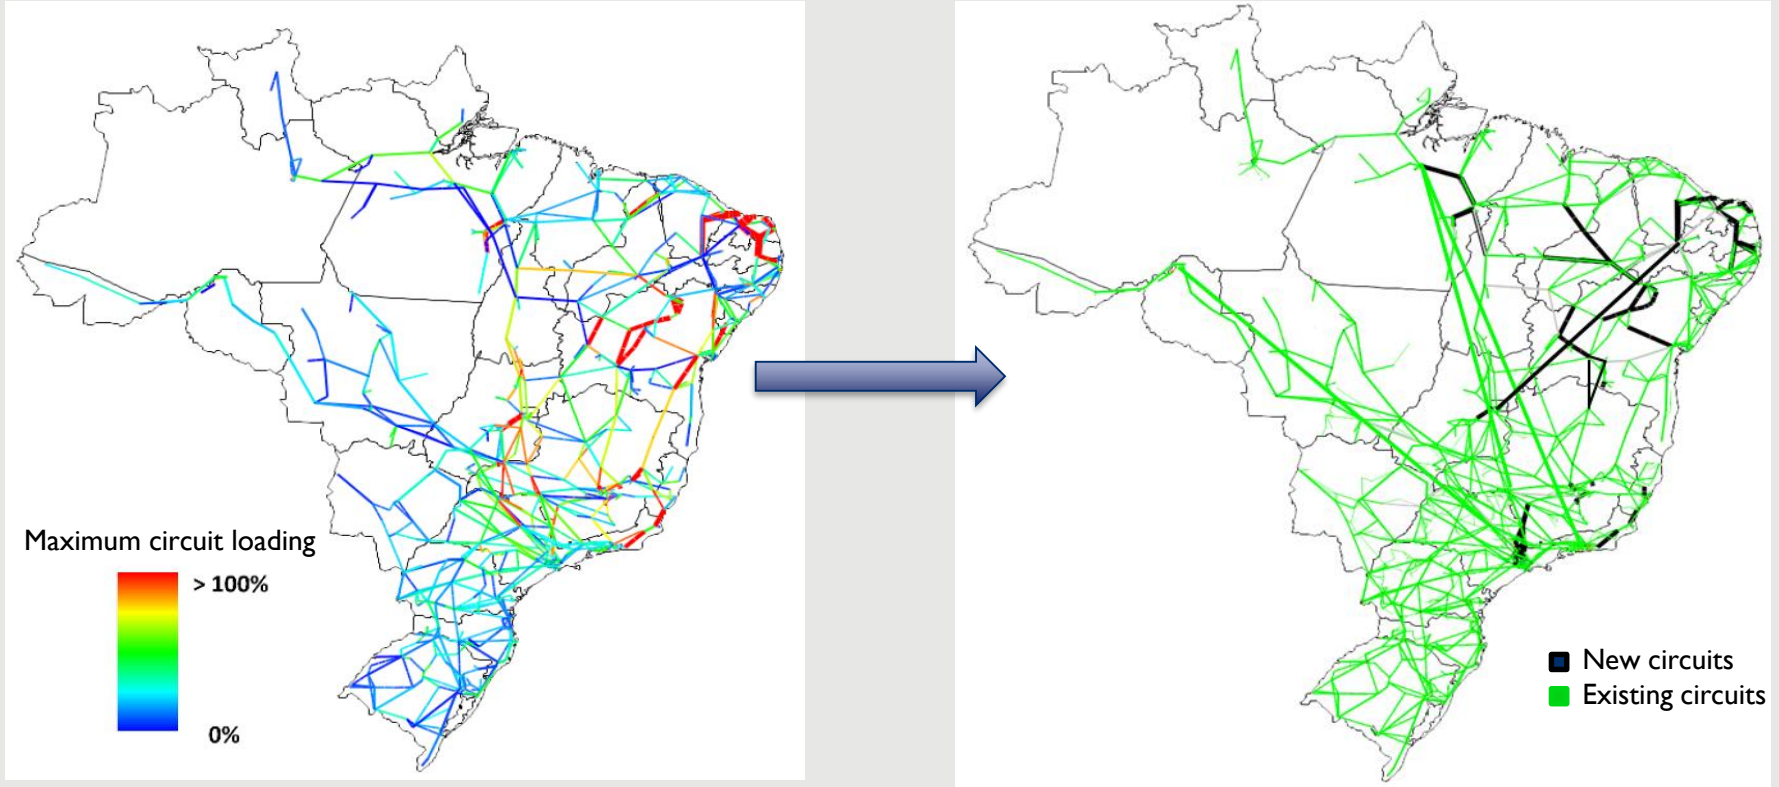 Maximum circuit loading
> 100%
0%
New circuits
Existing circuits